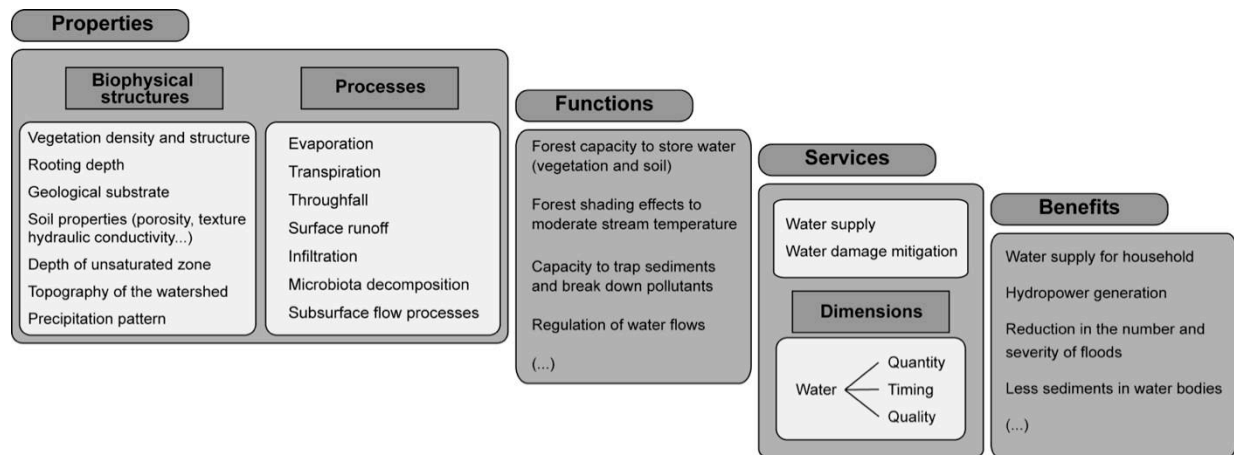 Properties
Biophysical
structures
Vegetation density and structure
Rooting depth
Geological substrate
Soil properties (porosity, texture
hydraulic conductivity...)
Depth of unsaturated zone
Topography of the watershed
Precipitation pattern
Processes
Evaporation
Transpiration
Throughfall
Surface runoff
Infiltration
Microbiota decomposition
Subsurface flow processes
Functions
Forest capacity to store water
(vegetation and soil)
Forest shading effects to
moderate stream temperature
Capacity to trap sediments
and break down pollutants
Regulation of water flows
(...)
Services
Water supply
Water damage mitigation
Dimensions
Water
Quantity
Timing
Quality
Benefits
Water supply for household
Hydropower generation
Reduction in the number and
severity of floods
Less sediments in water bodies
(...)